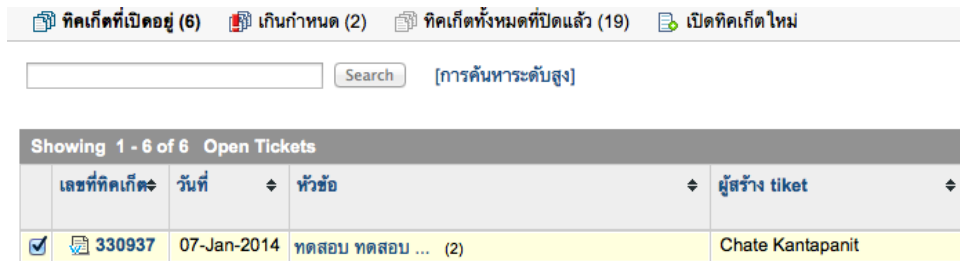 ทิคเก็ตที่เปิดอยู่ (6) เกินกำหนด (2) ทิคเก็ตทั้งหมดที่ปิดแล้ว (19) เปิดทิคเก็ตใหม่
Search [การค้นหาระดับสูง]
Showing 1 - 6 of 6 Open Tickets
เลขที่ทิคเก็ต วันที่ หัวข้อ ผู้สร้าง tiket
330937 07-Jan-2014 ทดสอบ ทดสอบ ... (2) Chate Kantapanit